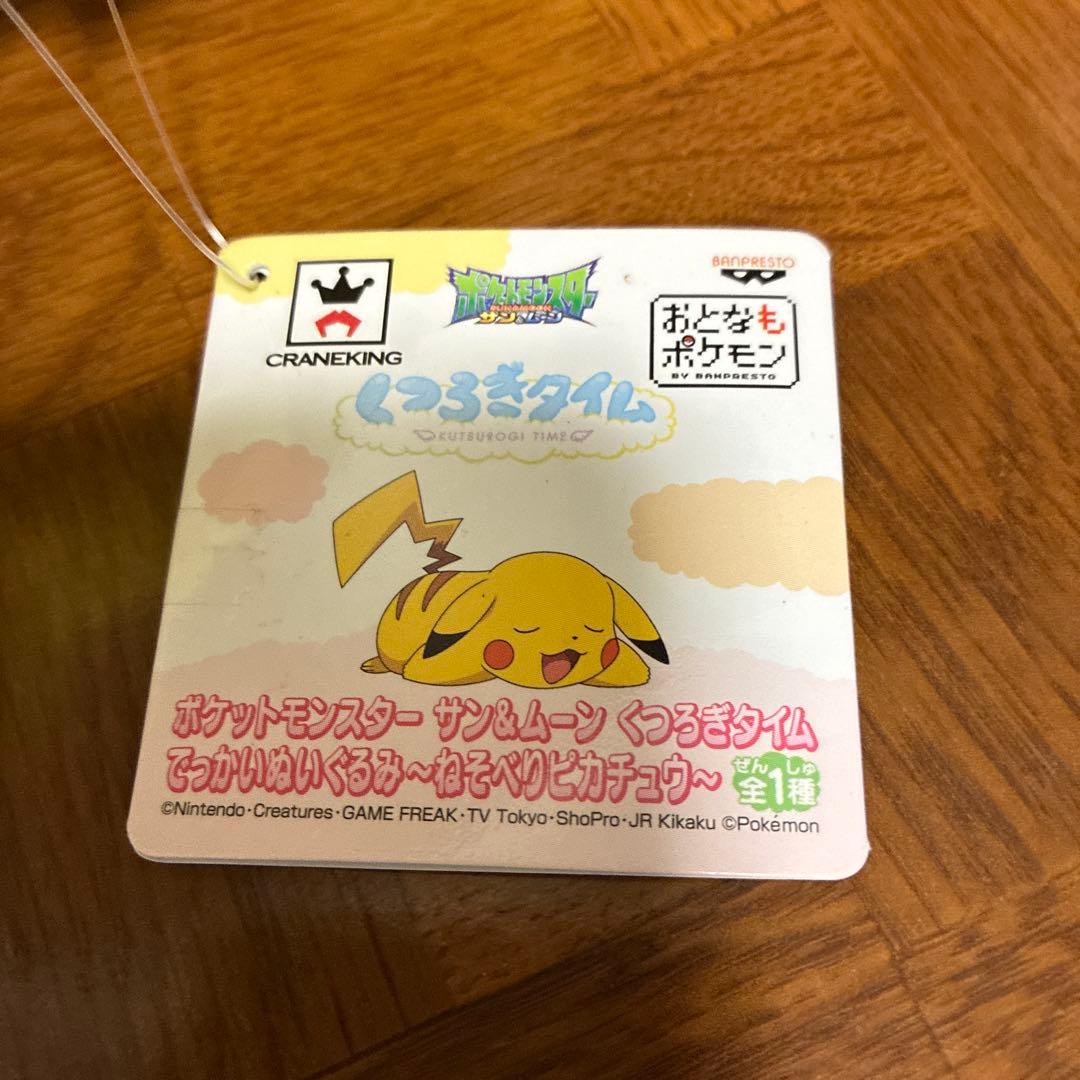 CRANEKING
ポケットモンスター
サン&ムーン
BANPRESTO
おとなも
ポケモン
BY BANPRESTO
くつろぎタイム
KUTSUROGI TIME
ポケットモンスター サン&ムーン くつろぎタイム
でっかいぬいぐるみ～ねそべりピカチュウ～
ぜん しゅ
全1種
©Nintendo・Creatures・GAME FREAK・TV Tokyo・ShoPro・JR Kikaku ©Pokémon